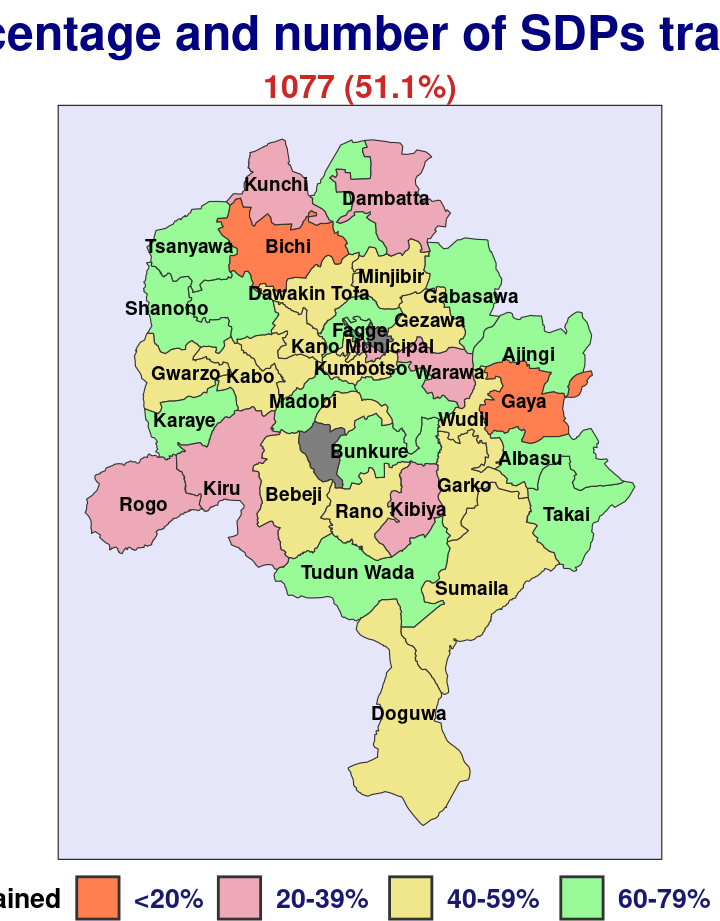 centage and number of SDPs tra
1077 (51.1%)
Kunchi
Dambatta
Tsanyawa
Bichi
Minjibir
Dawakin Tofa
Gabasawa
Shanono
Gezawa
Fagge
Kano Municipal
Ajingi
Kumbotso
Warawa
Gwarzo
Kabo
Madobi
Gaya
Karaye
Wudil
Bunkure
Albasu
Kiru
Bebeji
Garko
Rogo
Rano
Kibiya
Takai
Tudun Wada
Sumaila
Doguwa
ained <20% 20-39% 40-59% 60-79%